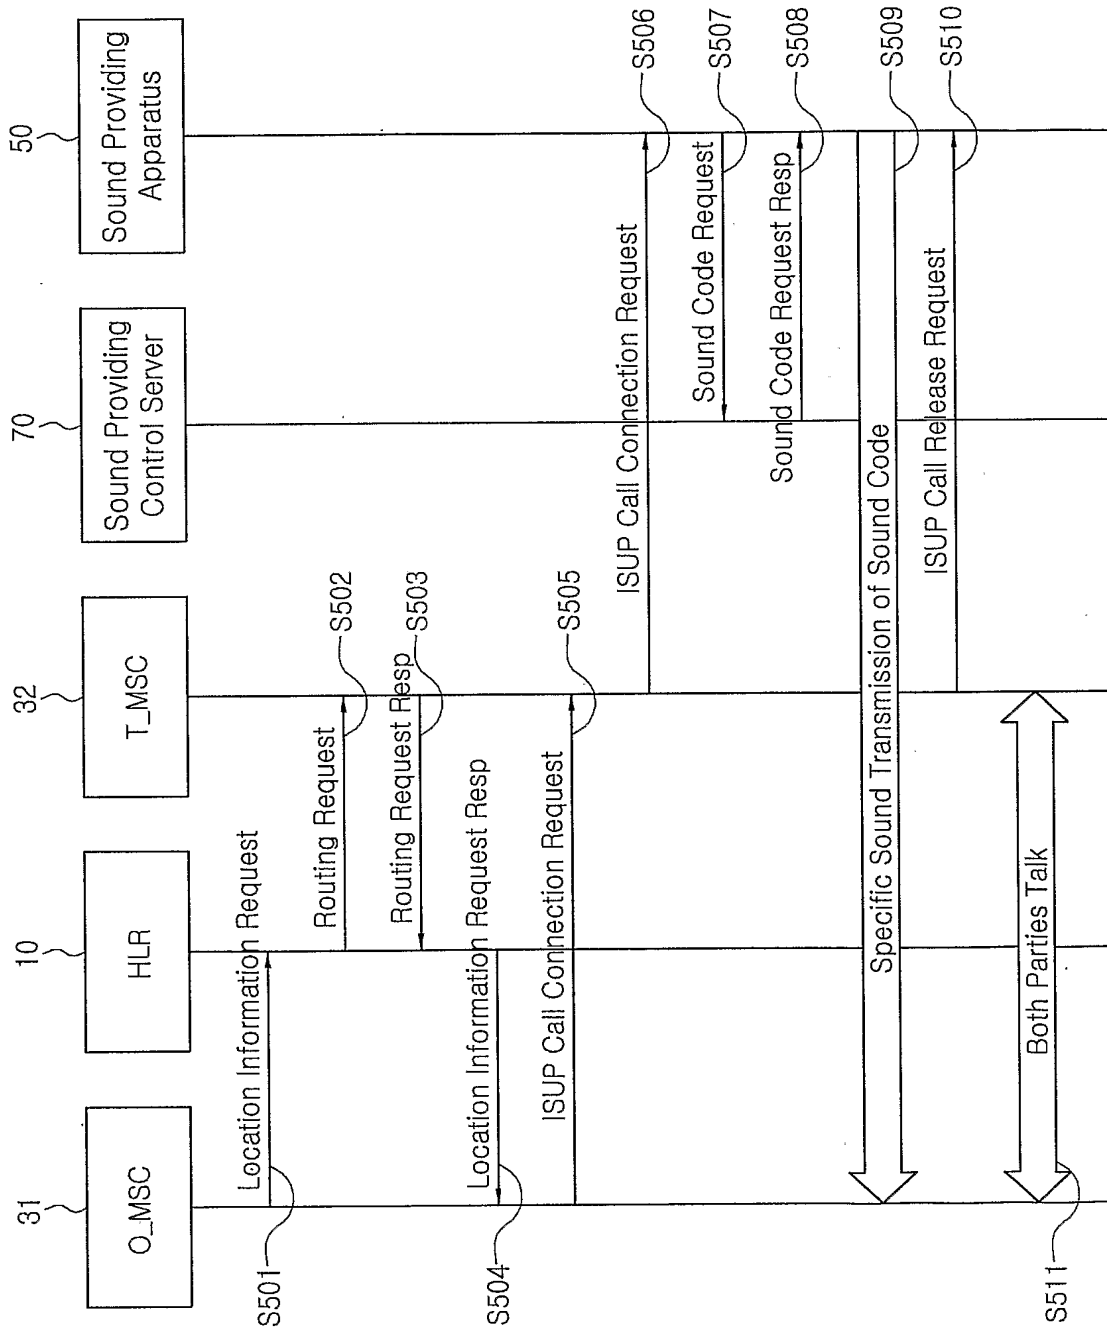 31
10
32
70
50
O_MSC
HLR
T_MSC
Sound Providing
Control Server
Sound Providing
Apparatus
S501
Location Information Request
Routing Request
S502
Routing Request Resp
S503
S504
Location Information Request Resp
ISUP Call Connection Request
S505
ISUP Call Connection Request
S506
Sound Code Request
S507
Sound Code Request Resp
S508
Specific Sound Transmission of Sound Code
S509
ISUP Call Release Request
S510
Both Parties Talk
S511